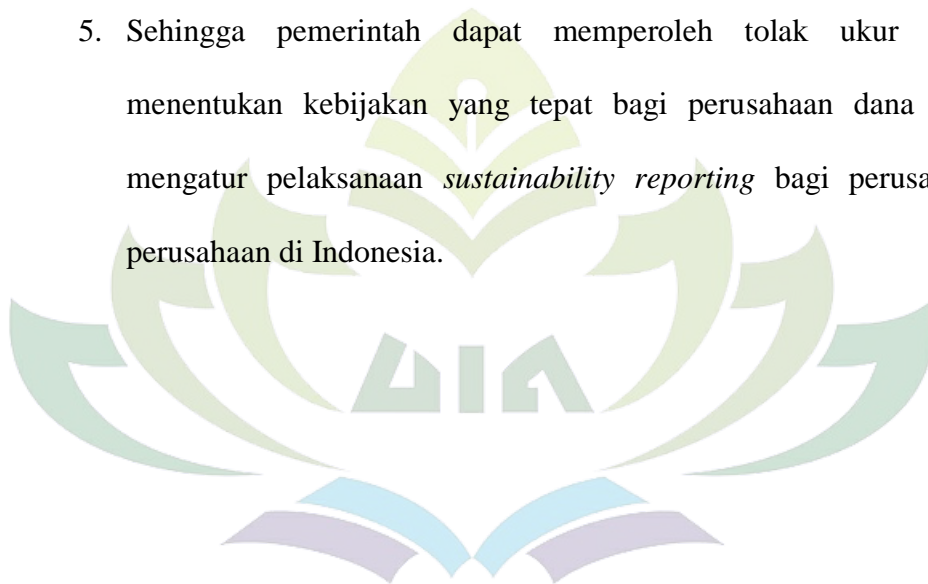 5. Sehingga pemerintah dapat memperoleh tolak ukur
menentukan kebijakan yang tepat bagi perusahaan dana
mengatur pelaksanaan sustainability reporting bagi
perusahaan di Indonesia.
UIN